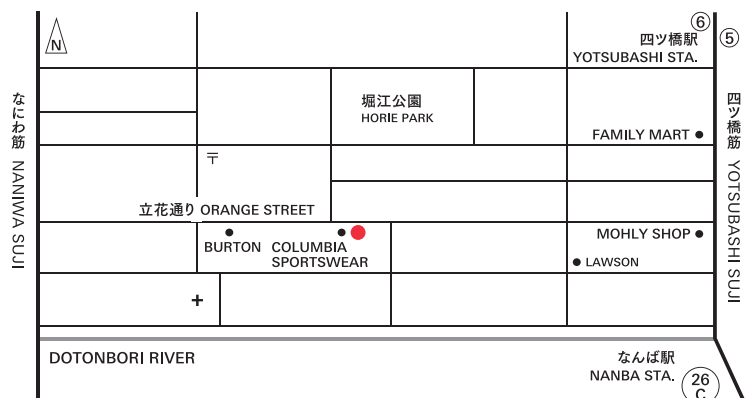 N
⑥
四ツ橋駅
⑤
YOTSUBASHI STA.
堀江公園
HORIE PARK
なにわ筋 NANIWA SUJI
四ツ橋筋 YOTSUBASHI SUJI
FAMILY MART
〒
立花通り ORANGE STREET
BURTON
COLUMBIA
SPORTSWEAR
MOHLY SHOP
LAWSON
DOTONBORI RIVER
なんば駅
NANBA STA.
26
C